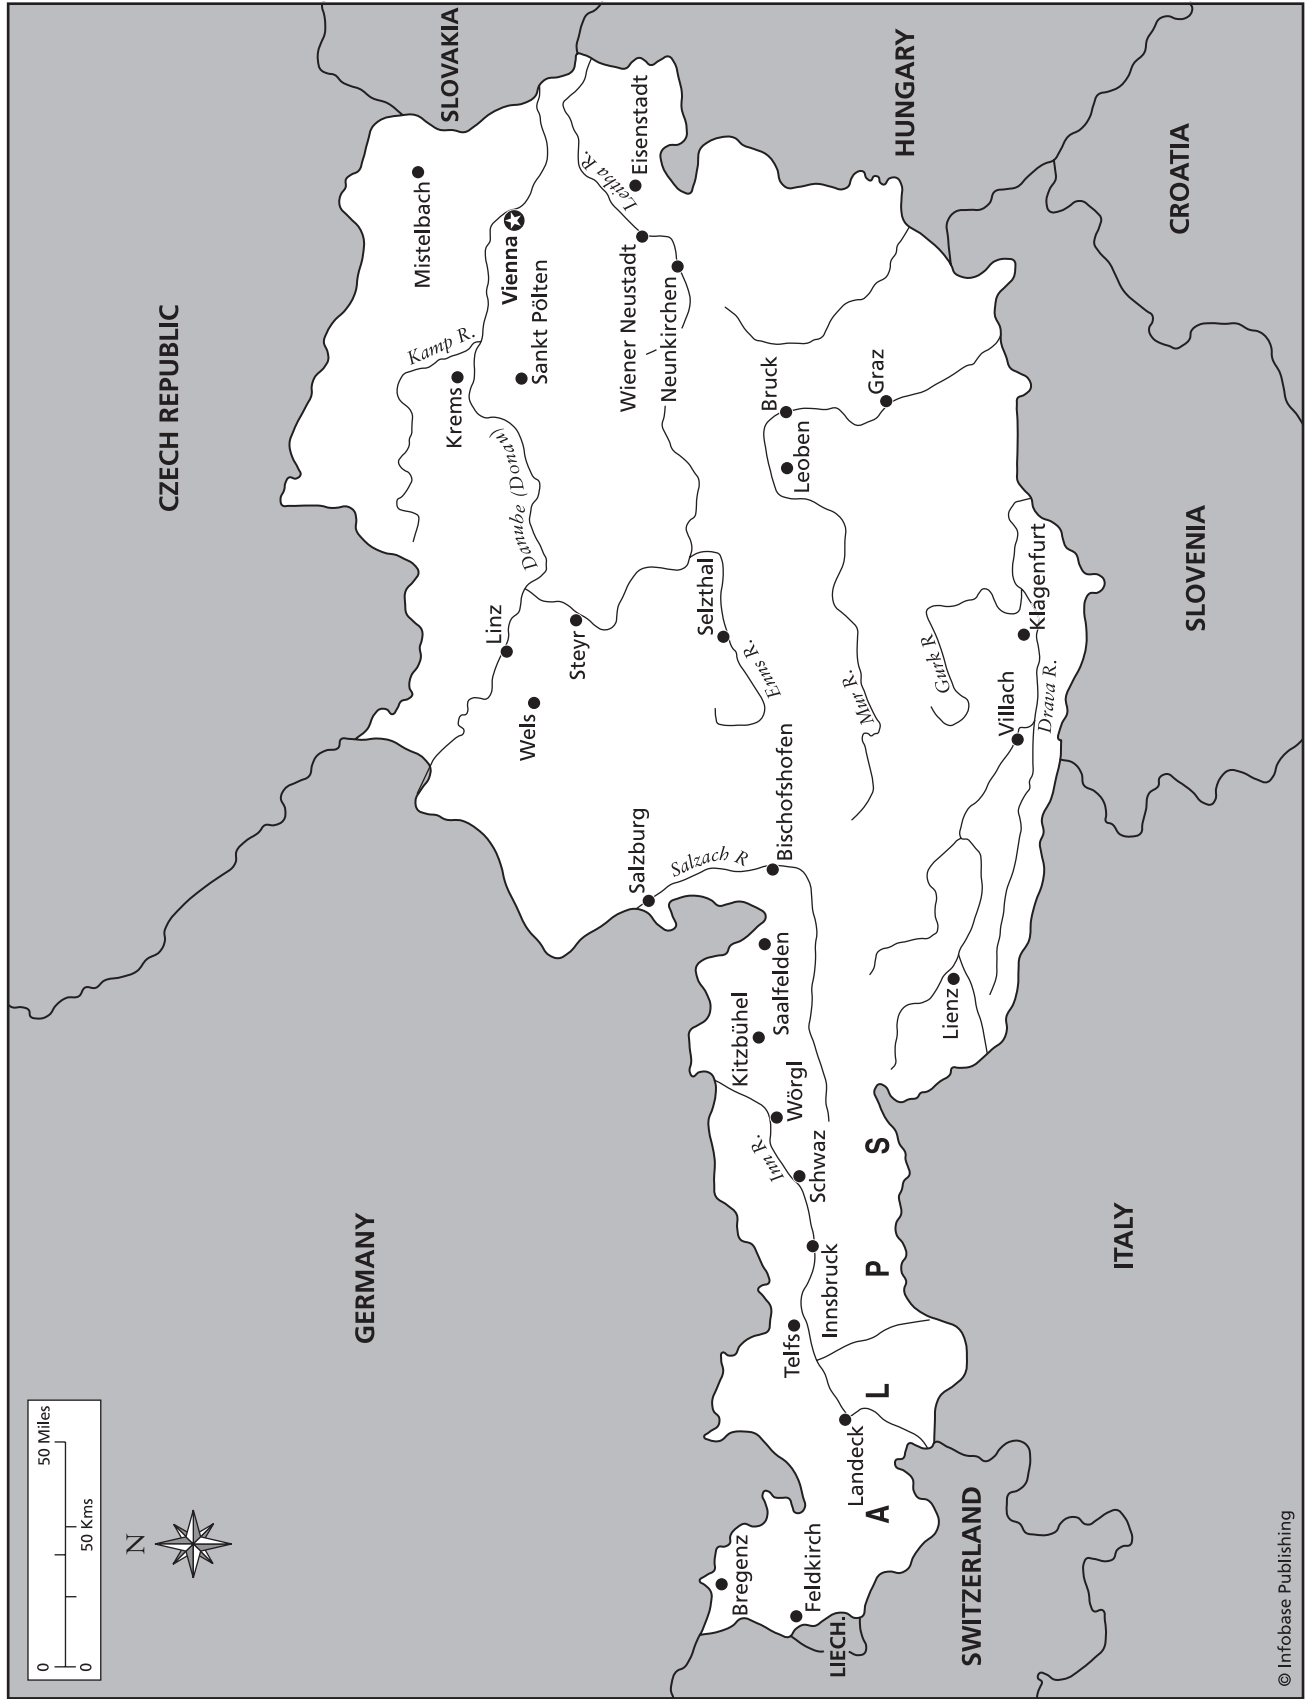 0
50 Miles
0
50 Kms
N
CZECH REPUBLIC
GERMANY
SLOVAKIA
HUNGARY
CROATIA
SLOVENIA
ITALY
SWITZERLAND
LIECH.
Mistelbach
Kamp R.
Krems
Vienna
Sankt Pölten
Danube (Donau)
Linz
Wels
Steyr
Leitha R.
Eisenstadt
Wiener Neustadt
Neunkirchen
Salzburg
Salzach R
Selzthal
Enns R.
Bruck
Leoben
Graz
Bischofshofen
Mur R.
Gurk R
Klagenfurt
Villach
Drava R.
Lienz
Saalfelden
Kitzbühel
Wörgl
Inn R.
Schwaz
Innsbruck
Telfs
Landeck
A L P S
Bregenz
Feldkirch
© Infobase Publishing